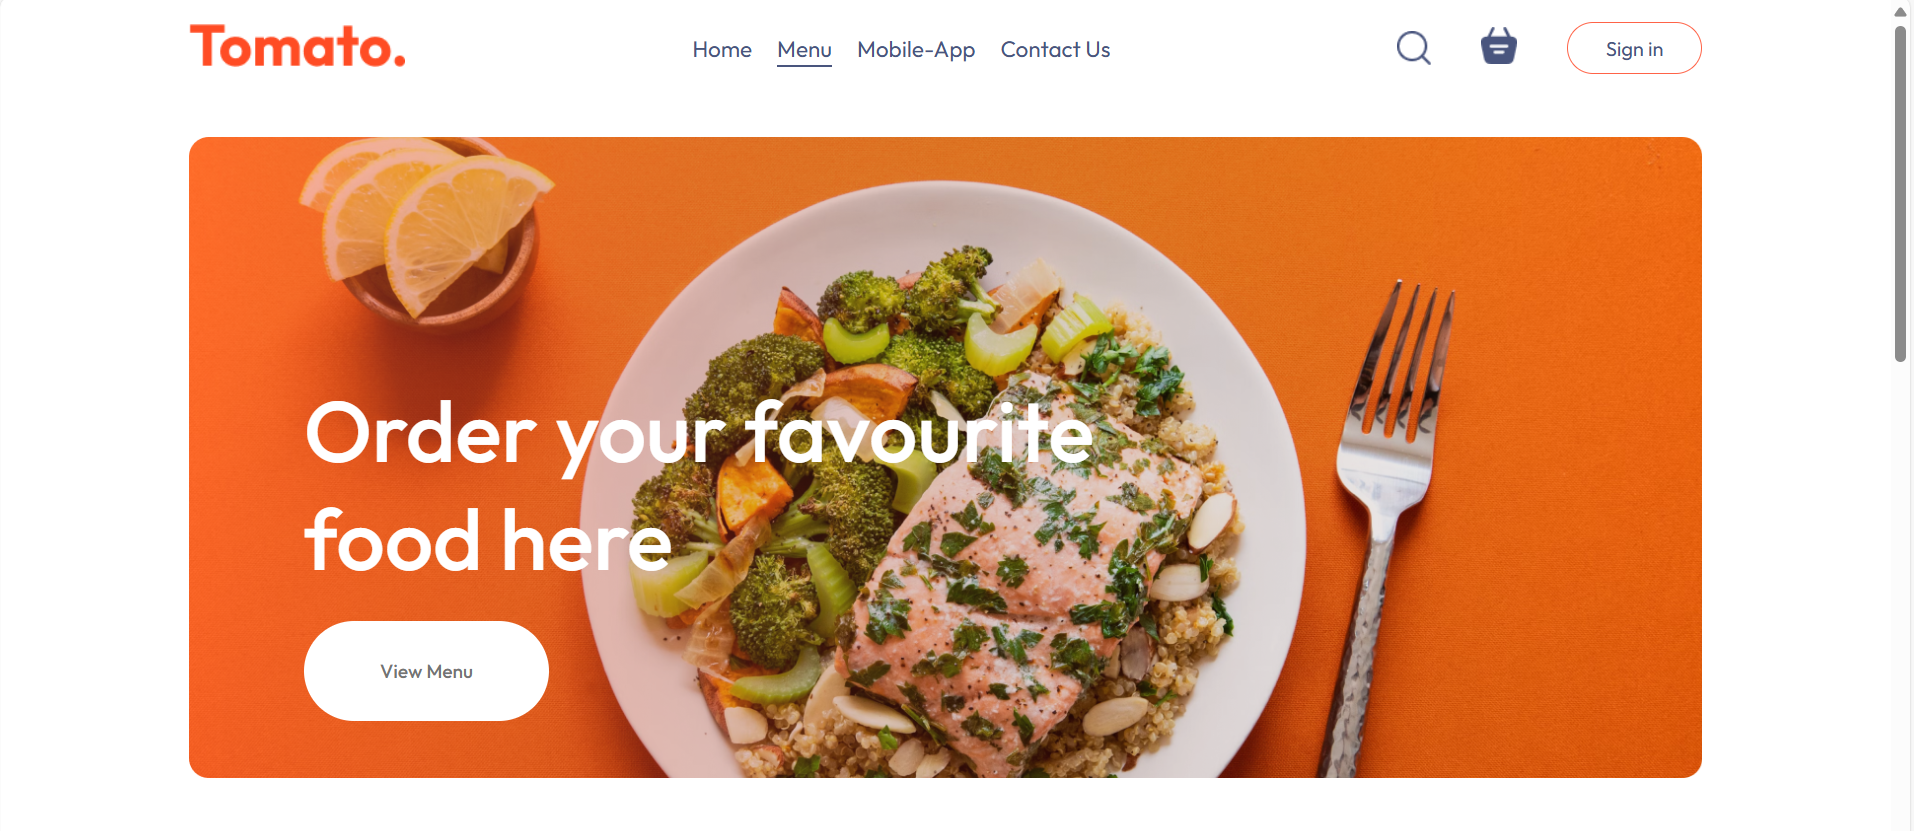 Tomato.
Home Menu Mobile-App Contact Us
Sign in
Order your favourite
food here
View Menu